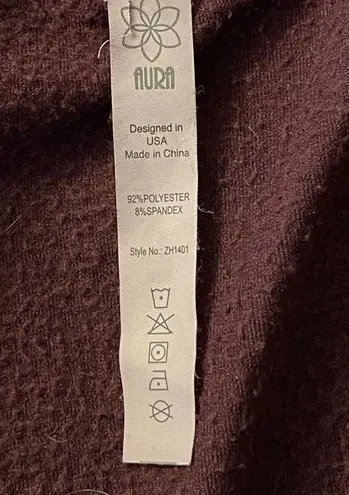 AURA
Designed in
USA
Made in China
92%POLYESTER
8%SPANDEX
Style No.: ZH1401